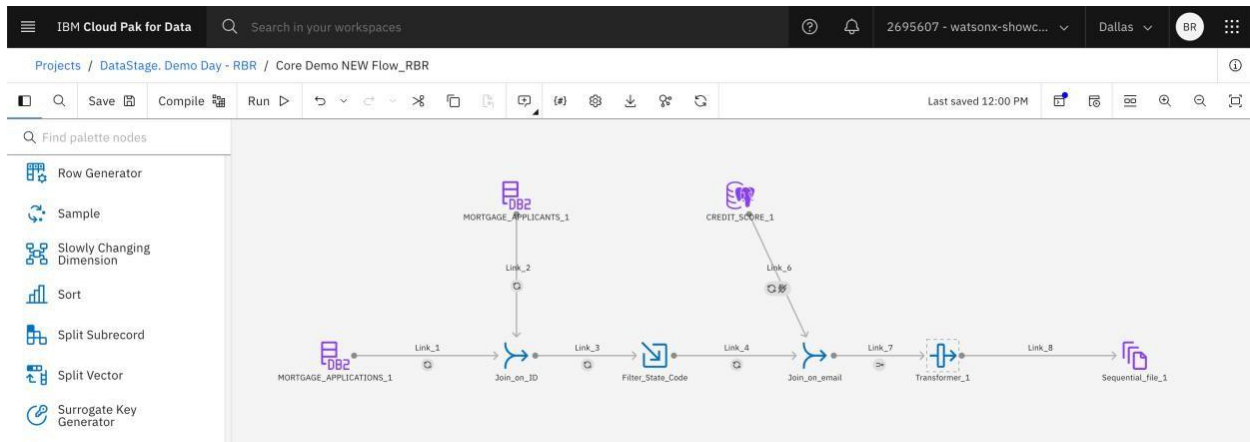 IBM Cloud Pak for Data
Search in your workspaces
2695607 - watsonx-showc...
Dallas
BR
Projects / DataStage. Demo Day - RBR / Core Demo NEW Flow_RBR
Save
Compile
Run
Last saved 12:00 PM
Find palette nodes
Row Generator
Sample
Slowly Changing
Dimension
Sort
Split Subrecord
Split Vector
Surrogate Key
Generator
DB2
MORTGAGE_APPLICANTS_1
CREDIT_SCORE_1
Link_2
Link_6
DB2
MORTGAGE_APPLICATIONS_1
Link_1
Join_on_ID
Link_3
Filter_State_Code
Link_4
Join_on_email
Link_7
Transformer_1
Link_8
Sequential_file_1